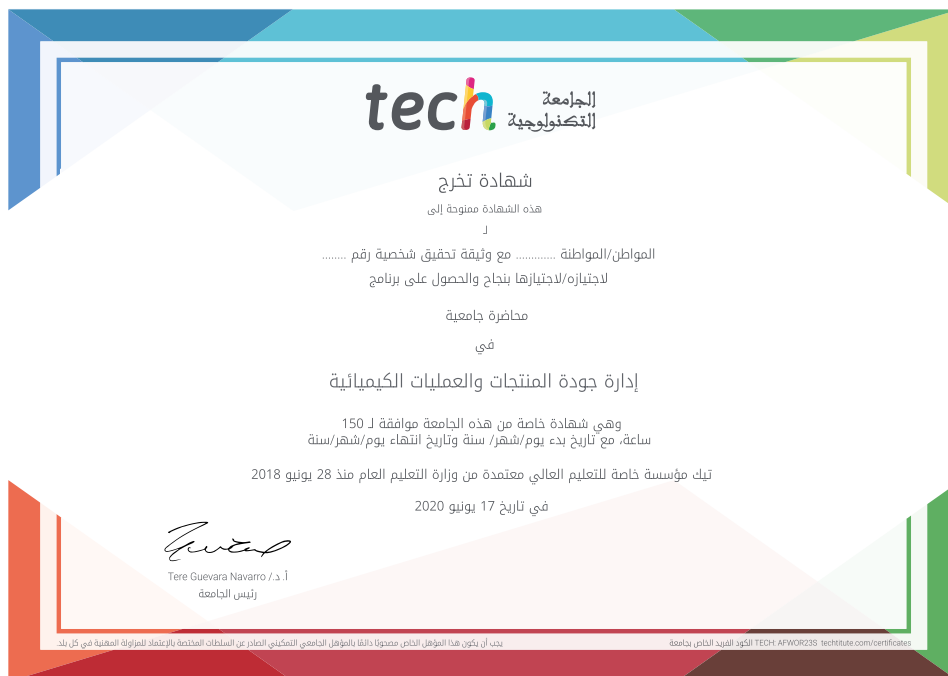 tech الجامعة
التكنولوجية
شهادة تخرج
هذه الشهادة ممنوحة إلى
لـ
المواطن/المواطنة ............ مع وثيقة تحقيق شخصية رقم ........
لاجتيازه/لاجتيازها بنجاح والحصول على برنامج
محاضرة جامعية
في
إدارة جودة المنتجات والعمليات الكيميائية
وهي شهادة خاصة من هذه الجامعة موافقة لـ 150
ساعة، مع تاريخ بدء يوم/شهر/ سنة وتاريخ انتهاء يوم/شهر/سنة
تيك مؤسسة خاصة للتعليم العالي معتمدة من وزارة التعليم العام منذ 28 يونيو 2018
في تاريخ 17 يونيو 2020
أ. د./ Tere Guevara Navarro
رئيس الجامعة
يجب أن يكون هذا المؤهل الخاص مصحوبًا دائمًا بالمؤهل الجامعي التمكيني الصادر عن السلطات المختصة بالإعتماد للمزاولة المهنية في كل بلد.
الكود الفريد الخاص بجامعة TECH: AFWOR23S techtitute.com/certificates